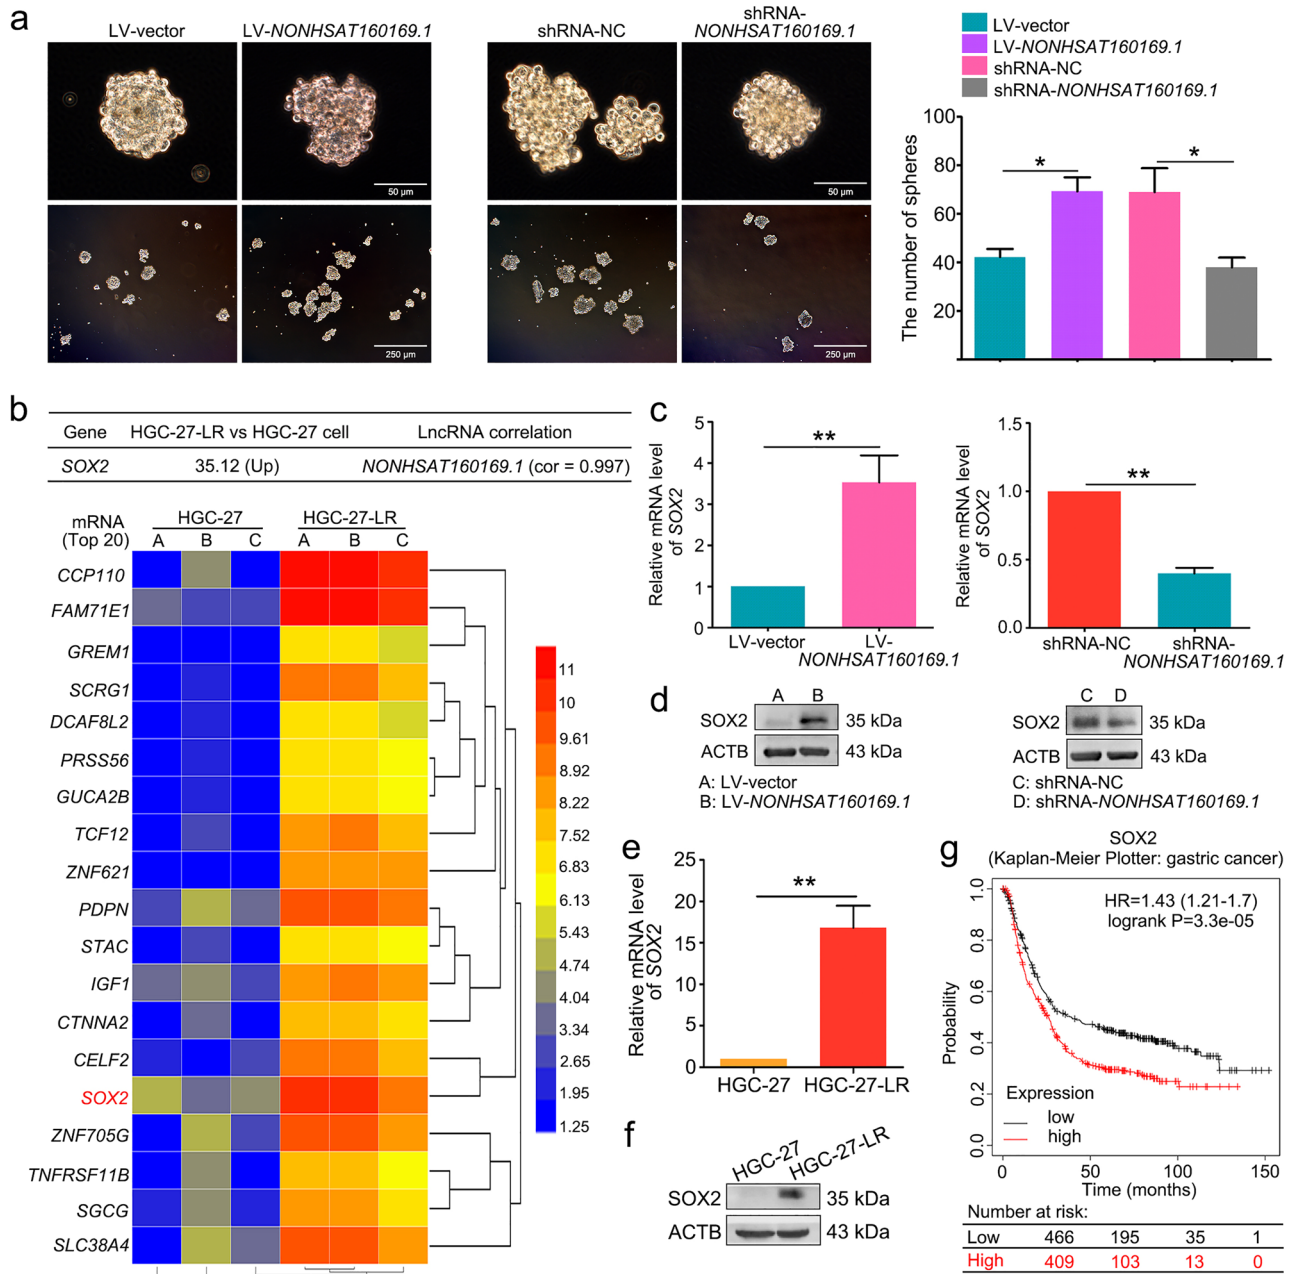 a
LV-vector
LV-NONHSAT160169.1
shRNA-NC
shRNA-
NONHSAT160169.1
50 µm
50 µm
250 µm
250 µm
LV-vector
LV-NONHSAT160169.1
shRNA-NC
shRNA-NONHSAT160169.1
The number of spheres
100
80
60
40
20
*
*
b
Gene HGC-27-LR vs HGC-27 cell LncRNA correlation
SOX2 35.12 (Up) NONHSAT160169.1 (cor = 0.997)
mRNA
(Top 20)
HGC-27 HGC-27-LR
A B C A B C
CCP110
FAM71E1
GREM1
SCRG1
DCAF8L2
PRSS56
GUCA2B
TCF12
ZNF621
PDPN
STAC
IGF1
CTNNA2
CELF2
SOX2
ZNF705G
TNFRSF11B
SGCG
SLC38A4
11
10
9.61
8.92
8.22
7.52
6.83
6.13
5.43
4.74
4.04
3.34
2.65
1.95
1.25
c
Relative mRNA level
of SOX2
5
4
3
2
1
0
**
LV-vector
LV-
NONHSAT160169.1
Relative mRNA level
of SOX2
1.5
1.0
0.5
0.0
**
shRNA-NC
shRNA-
NONHSAT160169.1
d
A B
SOX2 35 kDa
ACTB 43 kDa
A: LV-vector
B: LV-NONHSAT160169.1
C D
SOX2 35 kDa
ACTB 43 kDa
C: shRNA-NC
D: shRNA-NONHSAT160169.1
e
Relative mRNA level
of SOX2
25
20
15
10
5
0
**
HGC-27 HGC-27-LR
f
HGC-27 HGC-27-LR
SOX2 35 kDa
ACTB 43 kDa
g
SOX2
(Kaplan-Meier Plotter: gastric cancer)
HR=1.43 (1.21-1.7)
logrank P=3.3e-05
Probability
1.0
0.8
0.6
0.4
0.2
0.0
Expression
low
high
0 50 100 150
Time (months)
Number at risk:
Low 466 195 35 1
High 409 103 13 0